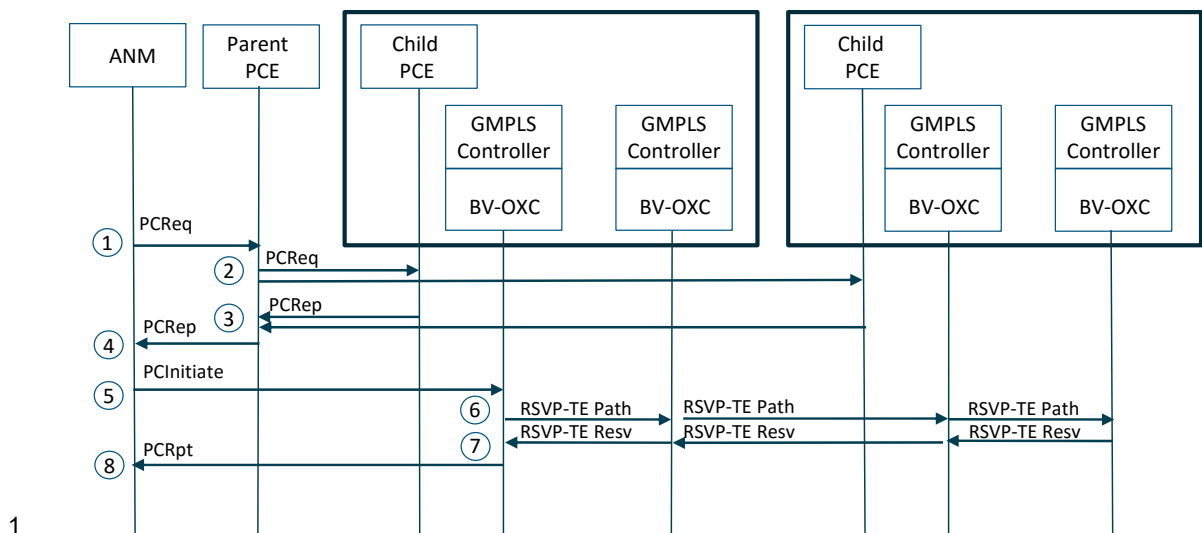 ANM
Parent
PCE
Child
PCE
Child
PCE
GMPLS
Controller
BV-OXC
GMPLS
Controller
BV-OXC
GMPLS
Controller
BV-OXC
GMPLS
Controller
BV-OXC
1
PCReq
2
PCReq
3
PCRep
4
PCRep
5
PCInitiate
6
RSVP-TE Path
RSVP-TE Path
RSVP-TE Path
7
RSVP-TE Resv
RSVP-TE Resv
RSVP-TE Resv
8
PCRpt
1